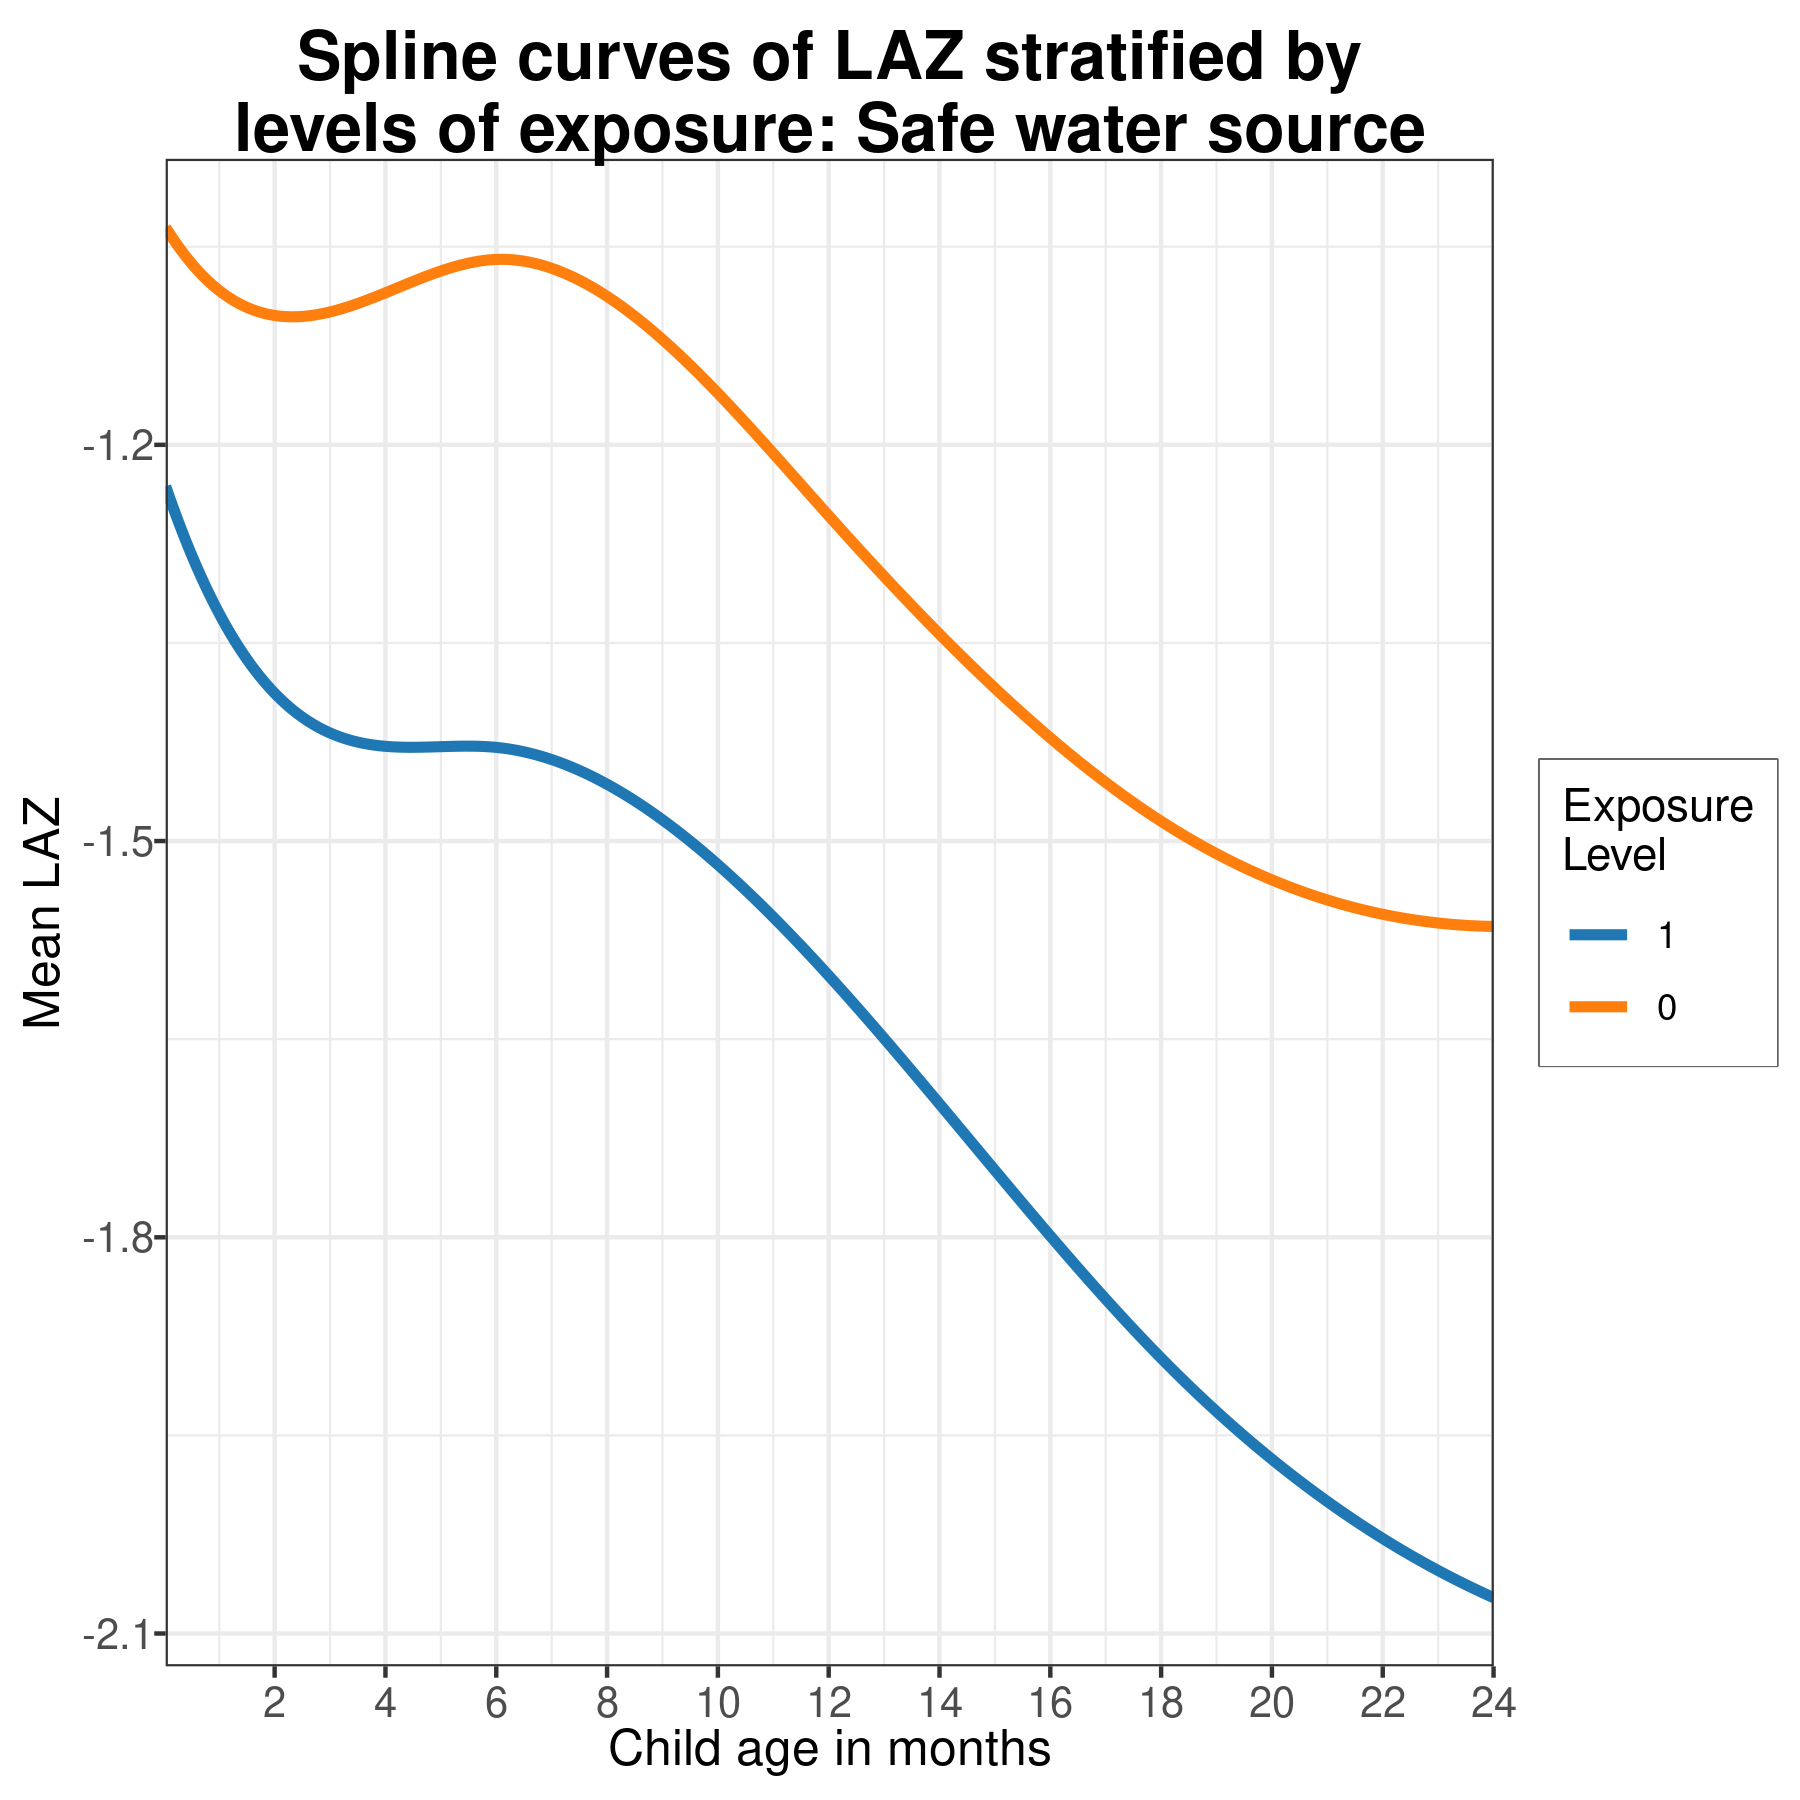 Spline curves of LAZ stratified by
levels of exposure: Safe water source
Mean LAZ
-1.2
-1.5
-1.8
-2.1
2 4 6 8 10 12 14 16 18 20 22 24
Child age in months
Exposure
Level
1
0